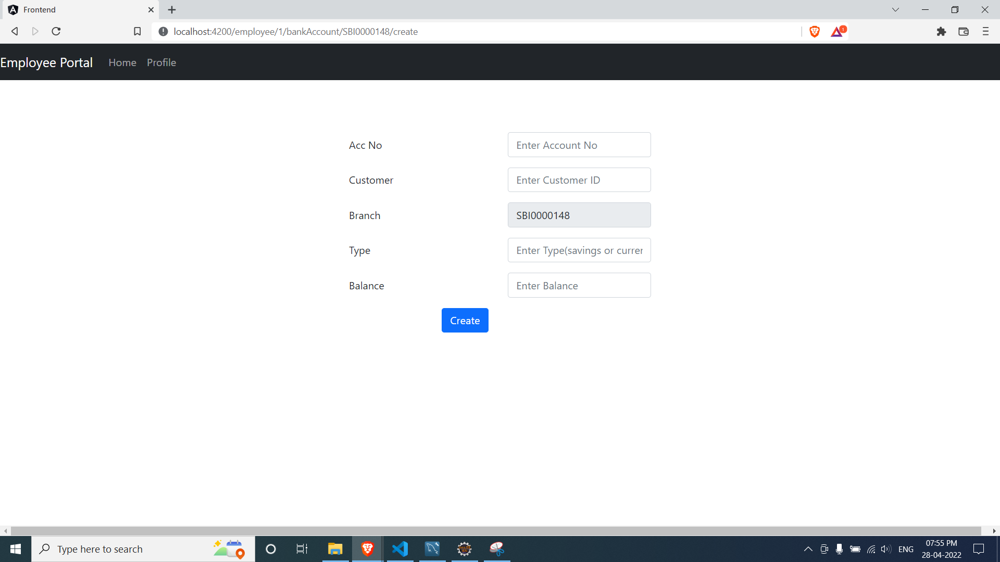 Frontend
localhost:4200/employee/1/bankAccount/SBI0000148/create
1
Employee Portal Home Profile
Acc No Enter Account No
Customer Enter Customer ID
Branch SBI0000148
Type Enter Type(savings or curren
Balance Enter Balance
Create
Type here to search
ENG
07:55 PM
28-04-2022